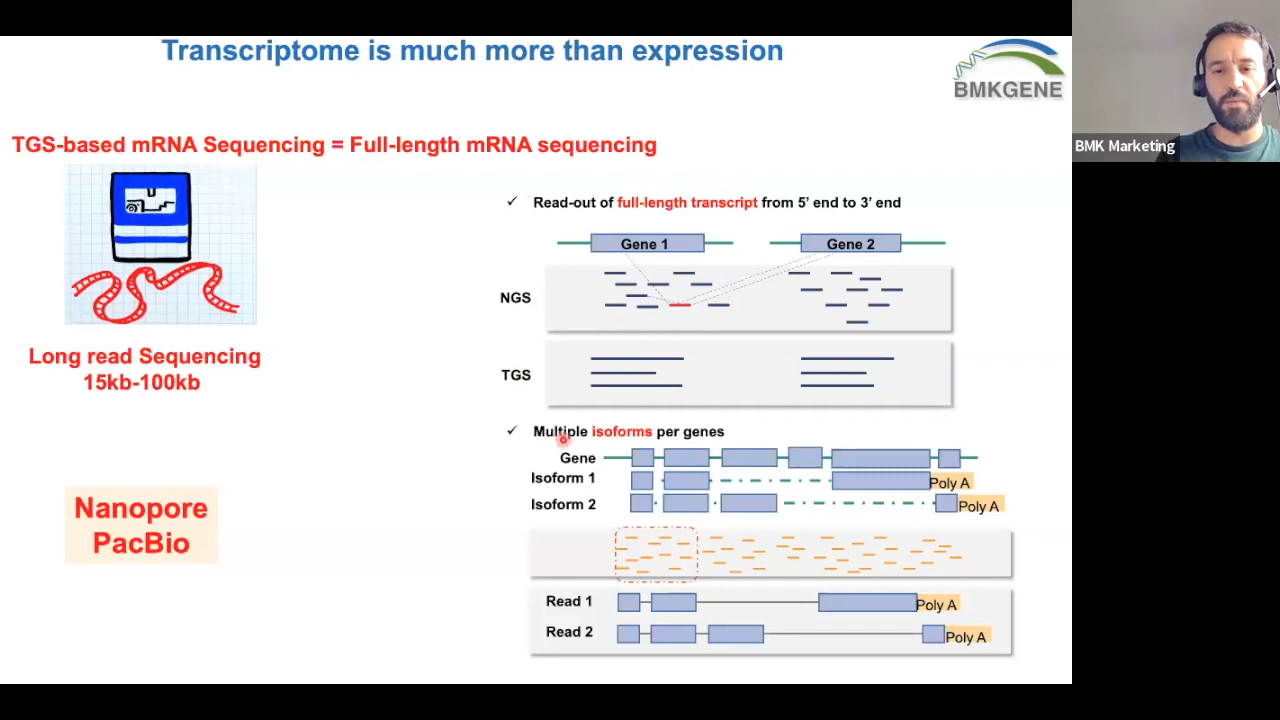 Transcriptome is much more than expression
BMKGENE
BMK Marketing
TGS-based mRNA Sequencing = Full-length mRNA sequencing
Long read Sequencing
15kb-100kb
Nanopore
PacBio
✓ Read-out of full-length transcript from 5' end to 3' end
Gene 1
Gene 2
NGS
TGS
✓ Multiple isoforms per genes
Gene
Isoform 1
Poly A
Isoform 2
Poly A
Read 1
Poly A
Read 2
Poly A